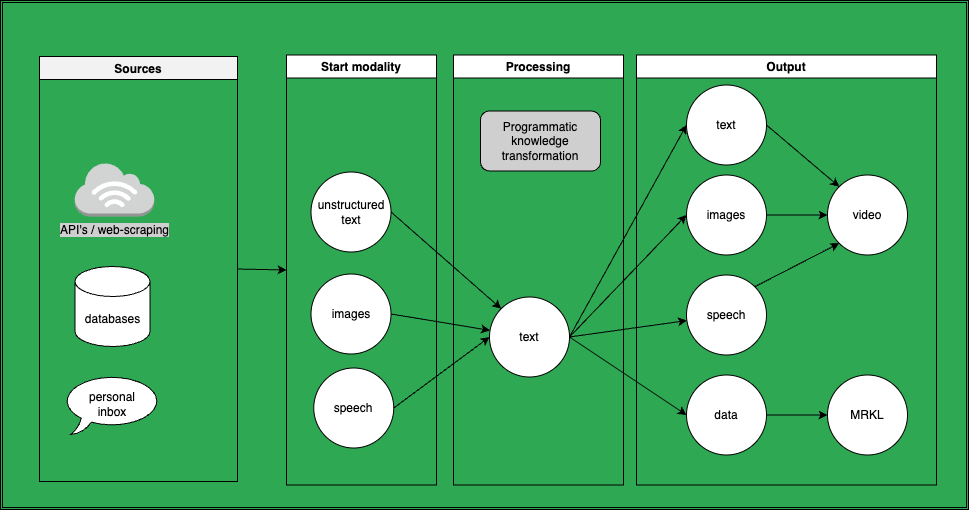 Sources
Start modality
Processing
Output
API's / web-scraping
databases
personal
inbox
unstructured
text
images
speech
Programmatic
knowledge
transformation
text
text
images
speech
data
video
MRKL